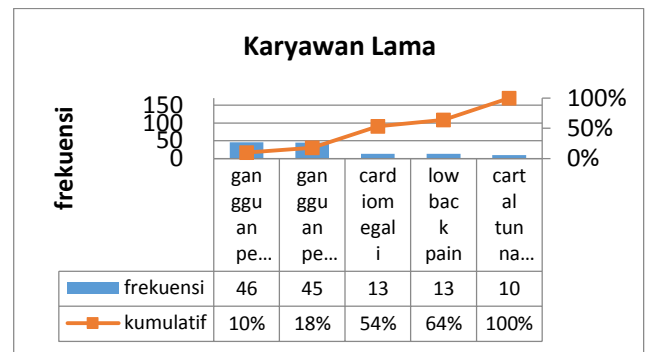 Karyawan Lama
frekuensi
150
100
50
0
100%
50%
0%
gan
ggu
an
pe...
gan
ggu
an
pe...
card
iom
egal
i
low
bac
k
pain
cart
al
tun
na...
frekuensi 46 45 13 13 10
kumulatif 10% 18% 54% 64% 100%